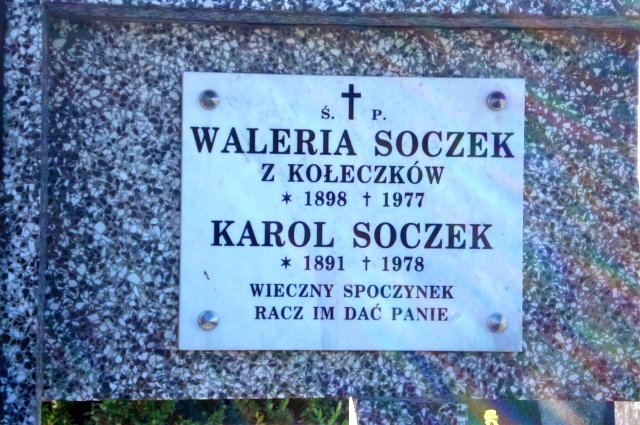 Ś. ✝ P.
WALERIA SOCZEK
Z KOŁECZKÓW
✶ 1898 † 1977
KAROL SOCZEK
✶ 1891 † 1978
WIECZNY SPOCZYNEK
RACZ IM DAĆ PANIE